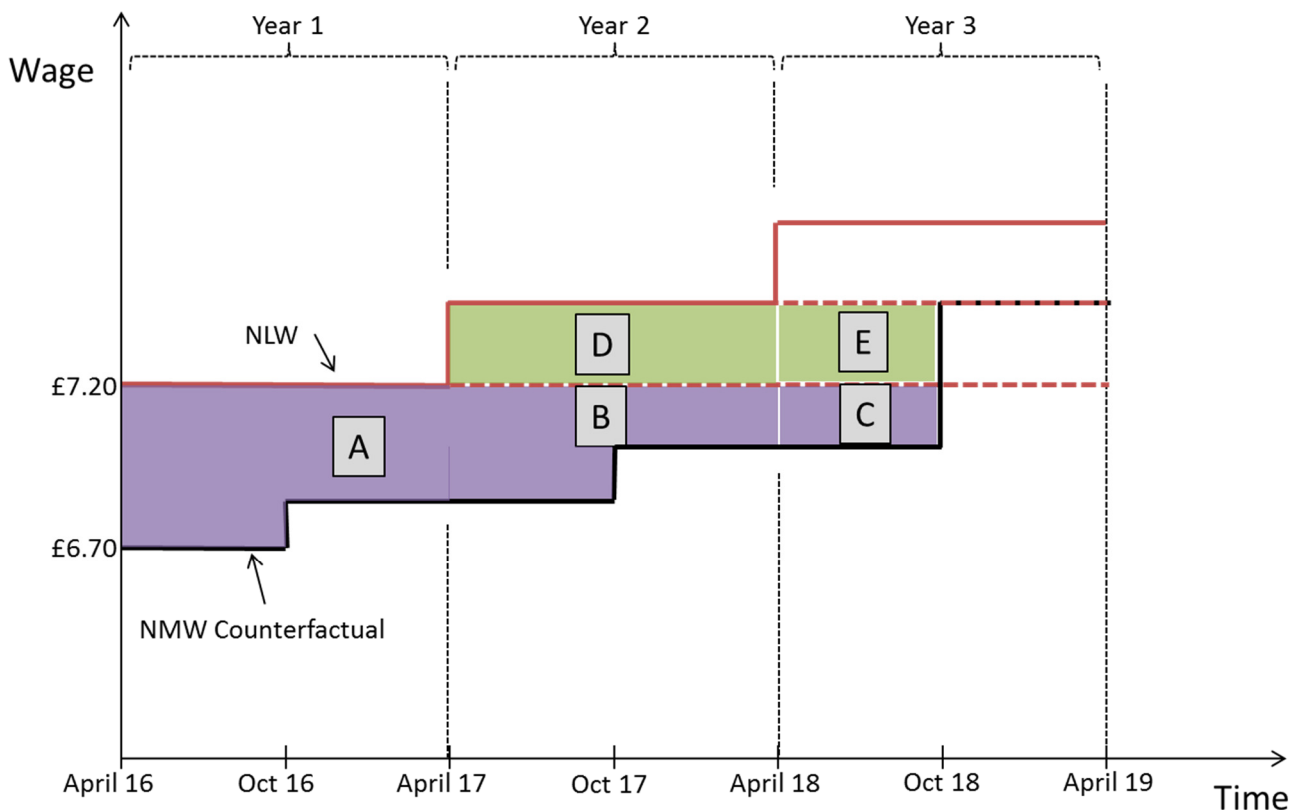 Year 1
Year 2
Year 3
Wage
NLW
D
E
£7.20
B
C
A
£6.70
NMW Counterfactual
April 16
Oct 16
April 17
Oct 17
April 18
Oct 18
April 19
Time